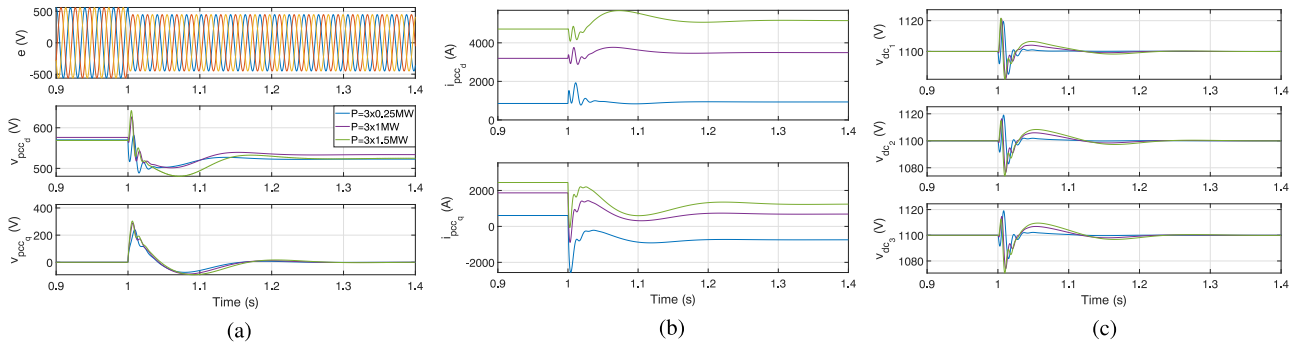 500
0
-500
e (V)
0.9 1 1.1 1.2 1.3 1.4
600
500
v_pcc_d (V)
P=3x0.25MW
P=3x1MW
P=3x1.5MW
0.9 1 1.1 1.2 1.3 1.4
400
200
0
v_pcc_q (V)
0.9 1 1.1 1.2 1.3 1.4
Time (s)
(a)
4000
2000
0
i_pcc_d (A)
0.9 1 1.1 1.2 1.3 1.4
2000
0
-2000
i_pcc_q (A)
0.9 1 1.1 1.2 1.3 1.4
Time (s)
(b)
1120
1100
v_dc_1 (V)
0.9 1 1.1 1.2 1.3 1.4
1120
1100
1080
v_dc_2 (V)
0.9 1 1.1 1.2 1.3 1.4
1120
1100
1080
v_dc_3 (V)
0.9 1 1.1 1.2 1.3 1.4
Time (s)
(c)